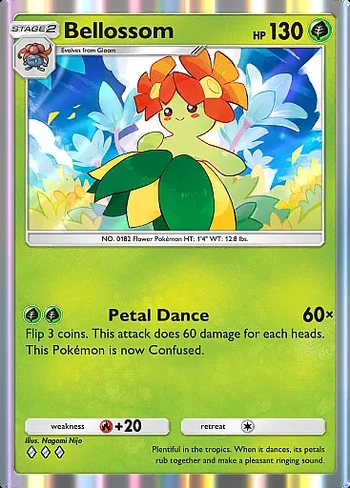 STAGE 2 Bellossom HP 130
Evolves from Gloom
NO. 0182 Flower Pokémon HT: 1'4" WT: 12.8 lbs.
Petal Dance 60×
Flip 3 coins. This attack does 60 damage for each heads.
This Pokémon is now Confused.
weakness +20 retreat
Illus. Nagomi Nijo
Plentiful in the tropics. When it dances, its petals
rub together and make a pleasant ringing sound.